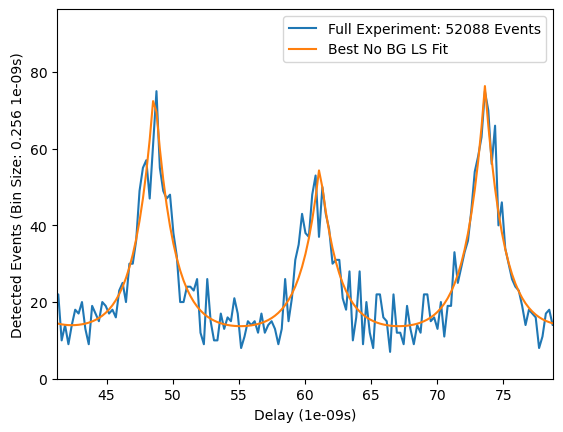 Full Experiment: 52088 Events
Best No BG LS Fit
Detected Events (Bin Size: 0.256 1e-09s)
80
60
40
20
0
45 50 55 60 65 70 75
Delay (1e-09s)